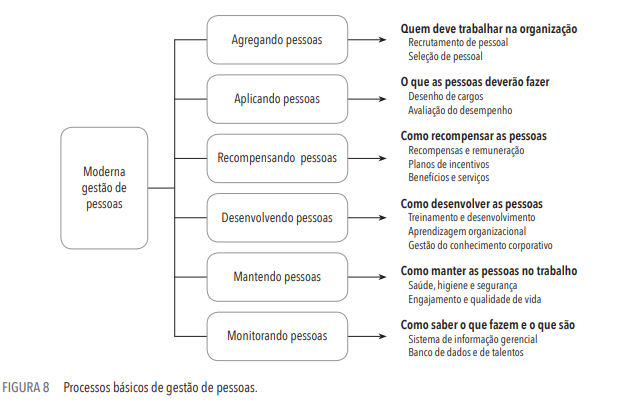 Moderna
gestão de
pessoas
Agregando pessoas
Quem deve trabalhar na organização
Recrutamento de pessoal
Seleção de pessoal
Aplicando pessoas
O que as pessoas deverão fazer
Desenho de cargos
Avaliação do desempenho
Recompensando pessoas
Como recompensar as pessoas
Recompensas e remuneração
Planos de incentivos
Benefícios e serviços
Desenvolvendo pessoas
Como desenvolver as pessoas
Treinamento e desenvolvimento
Aprendizagem organizacional
Gestão do conhecimento corporativo
Mantendo pessoas
Como manter as pessoas no trabalho
Saúde, higiene e segurança
Engajamento e qualidade de vida
Monitorando pessoas
Como saber o que fazem e o que são
Sistema de informação gerencial
Banco de dados e de talentos
FIGURA 8 Processos básicos de gestão de pessoas.